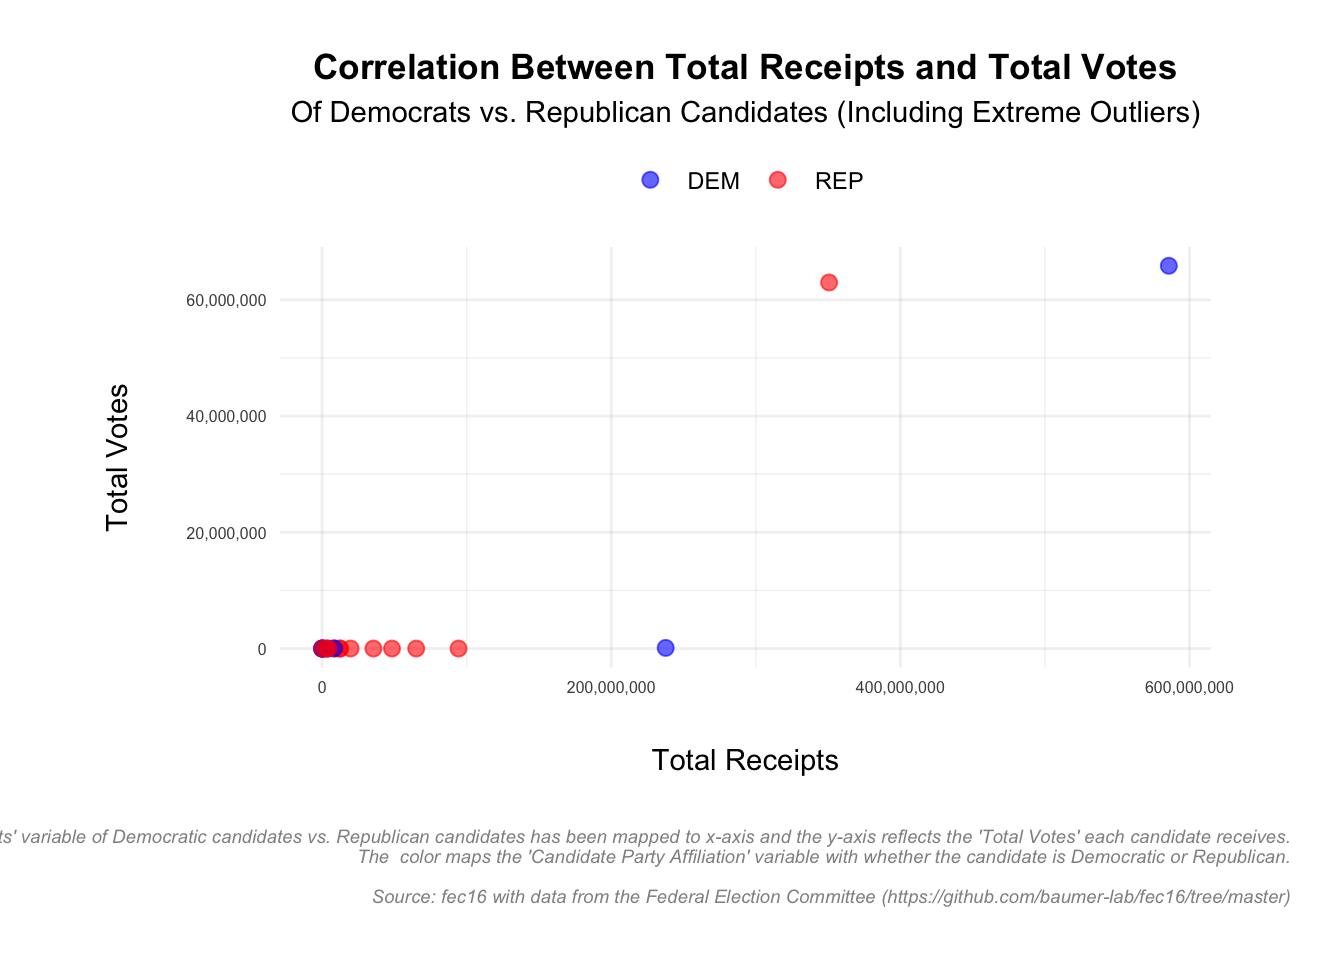 Correlation Between Total Receipts and Total Votes
Of Democrats vs. Republican Candidates (Including Extreme Outliers)
DEM REP
60,000,000
40,000,000
20,000,000
0
Total Votes
0 200,000,000 400,000,000 600,000,000
Total Receipts
variable of Democratic candidates vs. Republican candidates has been mapped to x-axis and the y-axis reflects the 'Total Votes' each candidate receives.
The  color maps the 'Candidate Party Affiliation' variable with whether the candidate is Democratic or Republican.
Source: fec16 with data from the Federal Election Committee (https://github.com/baumer-lab/fec16/tree/master)